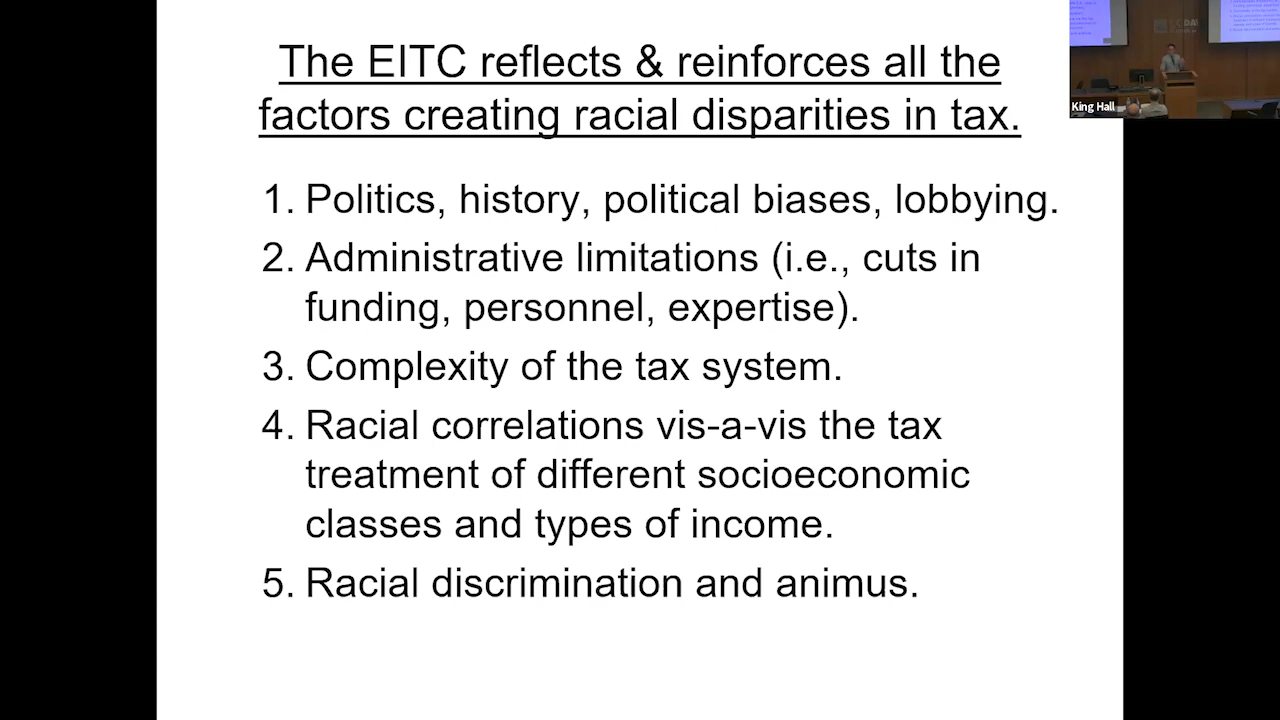 The EITC reflects & reinforces all the
factors creating racial disparities in tax.
1. Politics, history, political biases, lobbying.
2. Administrative limitations (i.e., cuts in
funding, personnel, expertise).
3. Complexity of the tax system.
4. Racial correlations vis-a-vis the tax
treatment of different socioeconomic
classes and types of income.
5. Racial discrimination and animus.
King Hall